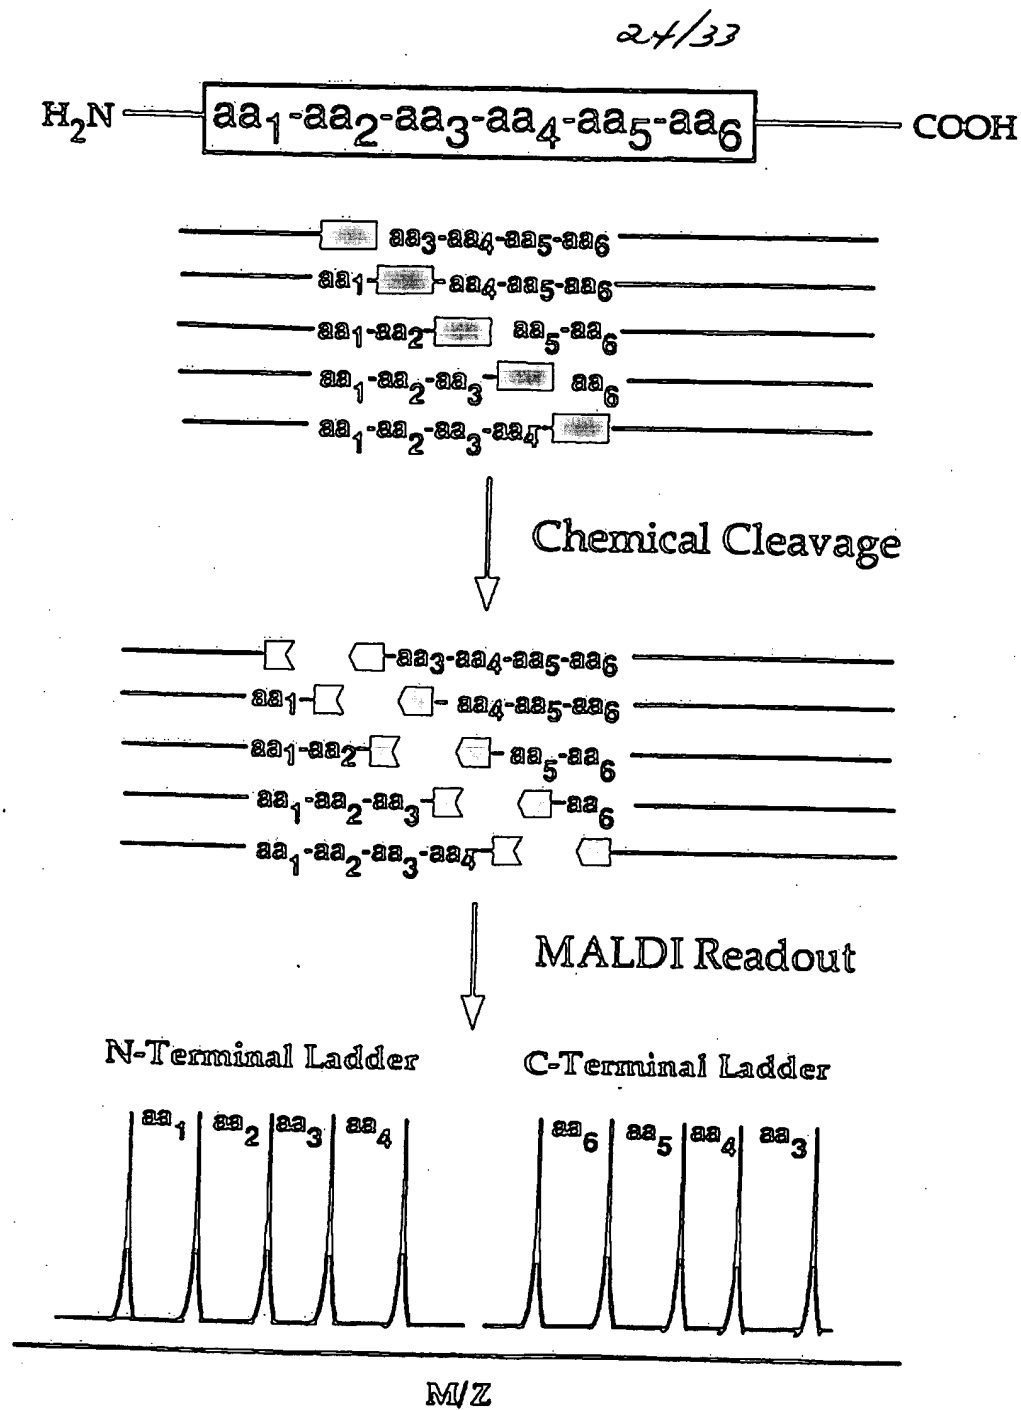 24/33
H₂N aa₁-aa₂-aa₃-aa₄-aa₅-aa₆ COOH
aa₃-aa₄-aa₅-aa₆
aa₁ aa₄-aa₅-aa₆
aa₁-aa₂ aa₅-aa₆
aa₁-aa₂-aa₃ aa₆
aa₁-aa₂-aa₃-aa₄
Chemical Cleavage
aa₃-aa₄-aa₅-aa₆
aa₁ aa₄-aa₅-aa₆
aa₁-aa₂ aa₅-aa₆
aa₁-aa₂-aa₃ aa₆
aa₁-aa₂-aa₃-aa₄
MALDI Readout
N-Terminal Ladder C-Terminal Ladder
aa₁ aa₂ aa₃ aa₄ aa₆ aa₅ aa₄ aa₃
M/Z